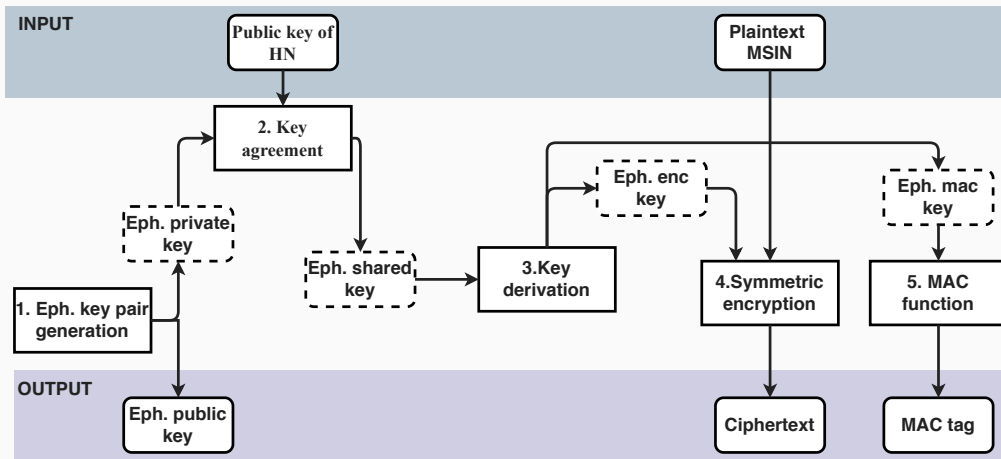 INPUT
Public key of
HN
Plaintext
MSIN
2. Key
agreement
Eph. enc
key
Eph. mac
key
Eph. private
key
Eph. shared
key
3.Key
derivation
4.Symmetric
encryption
5. MAC
function
1. Eph. key pair
generation
OUTPUT
Eph. public
key
Ciphertext
MAC tag